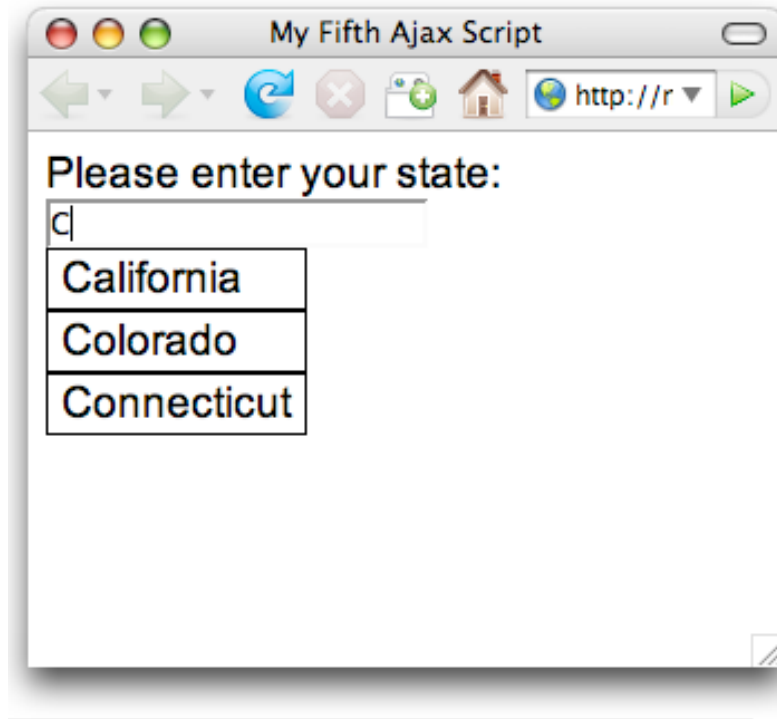 My Fifth Ajax Script
http://r
Please enter your state:
C
California
Colorado
Connecticut